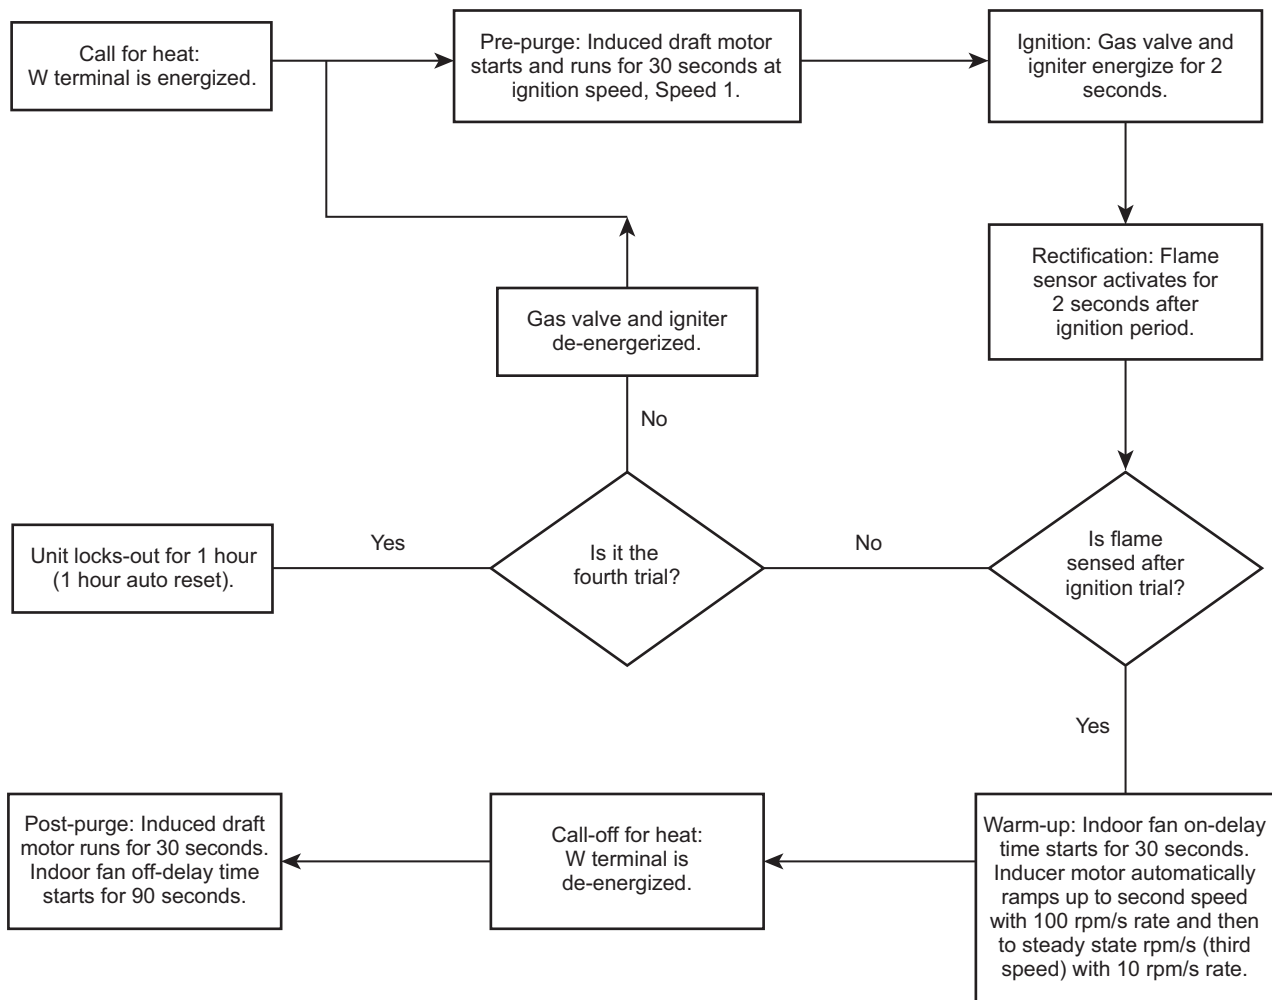 Call for heat:
W terminal is energized.
Pre-purge: Induced draft motor
starts and runs for 30 seconds at
ignition speed, Speed 1.
Ignition: Gas valve and
igniter energize for 2
seconds.
Rectification: Flame
sensor activates for
2 seconds after
ignition period.
Gas valve and igniter
de-energerized.
No
Is flame
sensed after
ignition trial?
No
Is it the
fourth trial?
Yes
Unit locks-out for 1 hour
(1 hour auto reset).
Yes
Warm-up: Indoor fan on-delay
time starts for 30 seconds.
Inducer motor automatically
ramps up to second speed
with 100 rpm/s rate and then
to steady state rpm/s (third
speed) with 10 rpm/s rate.
Call-off for heat:
W terminal is
de-energized.
Post-purge: Induced draft
motor runs for 30 seconds.
Indoor fan off-delay time
starts for 90 seconds.